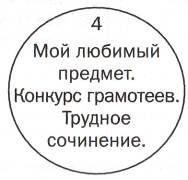 4
Мой любимый
предмет.
Конкурс грамотеев.
Трудное
сочинение.